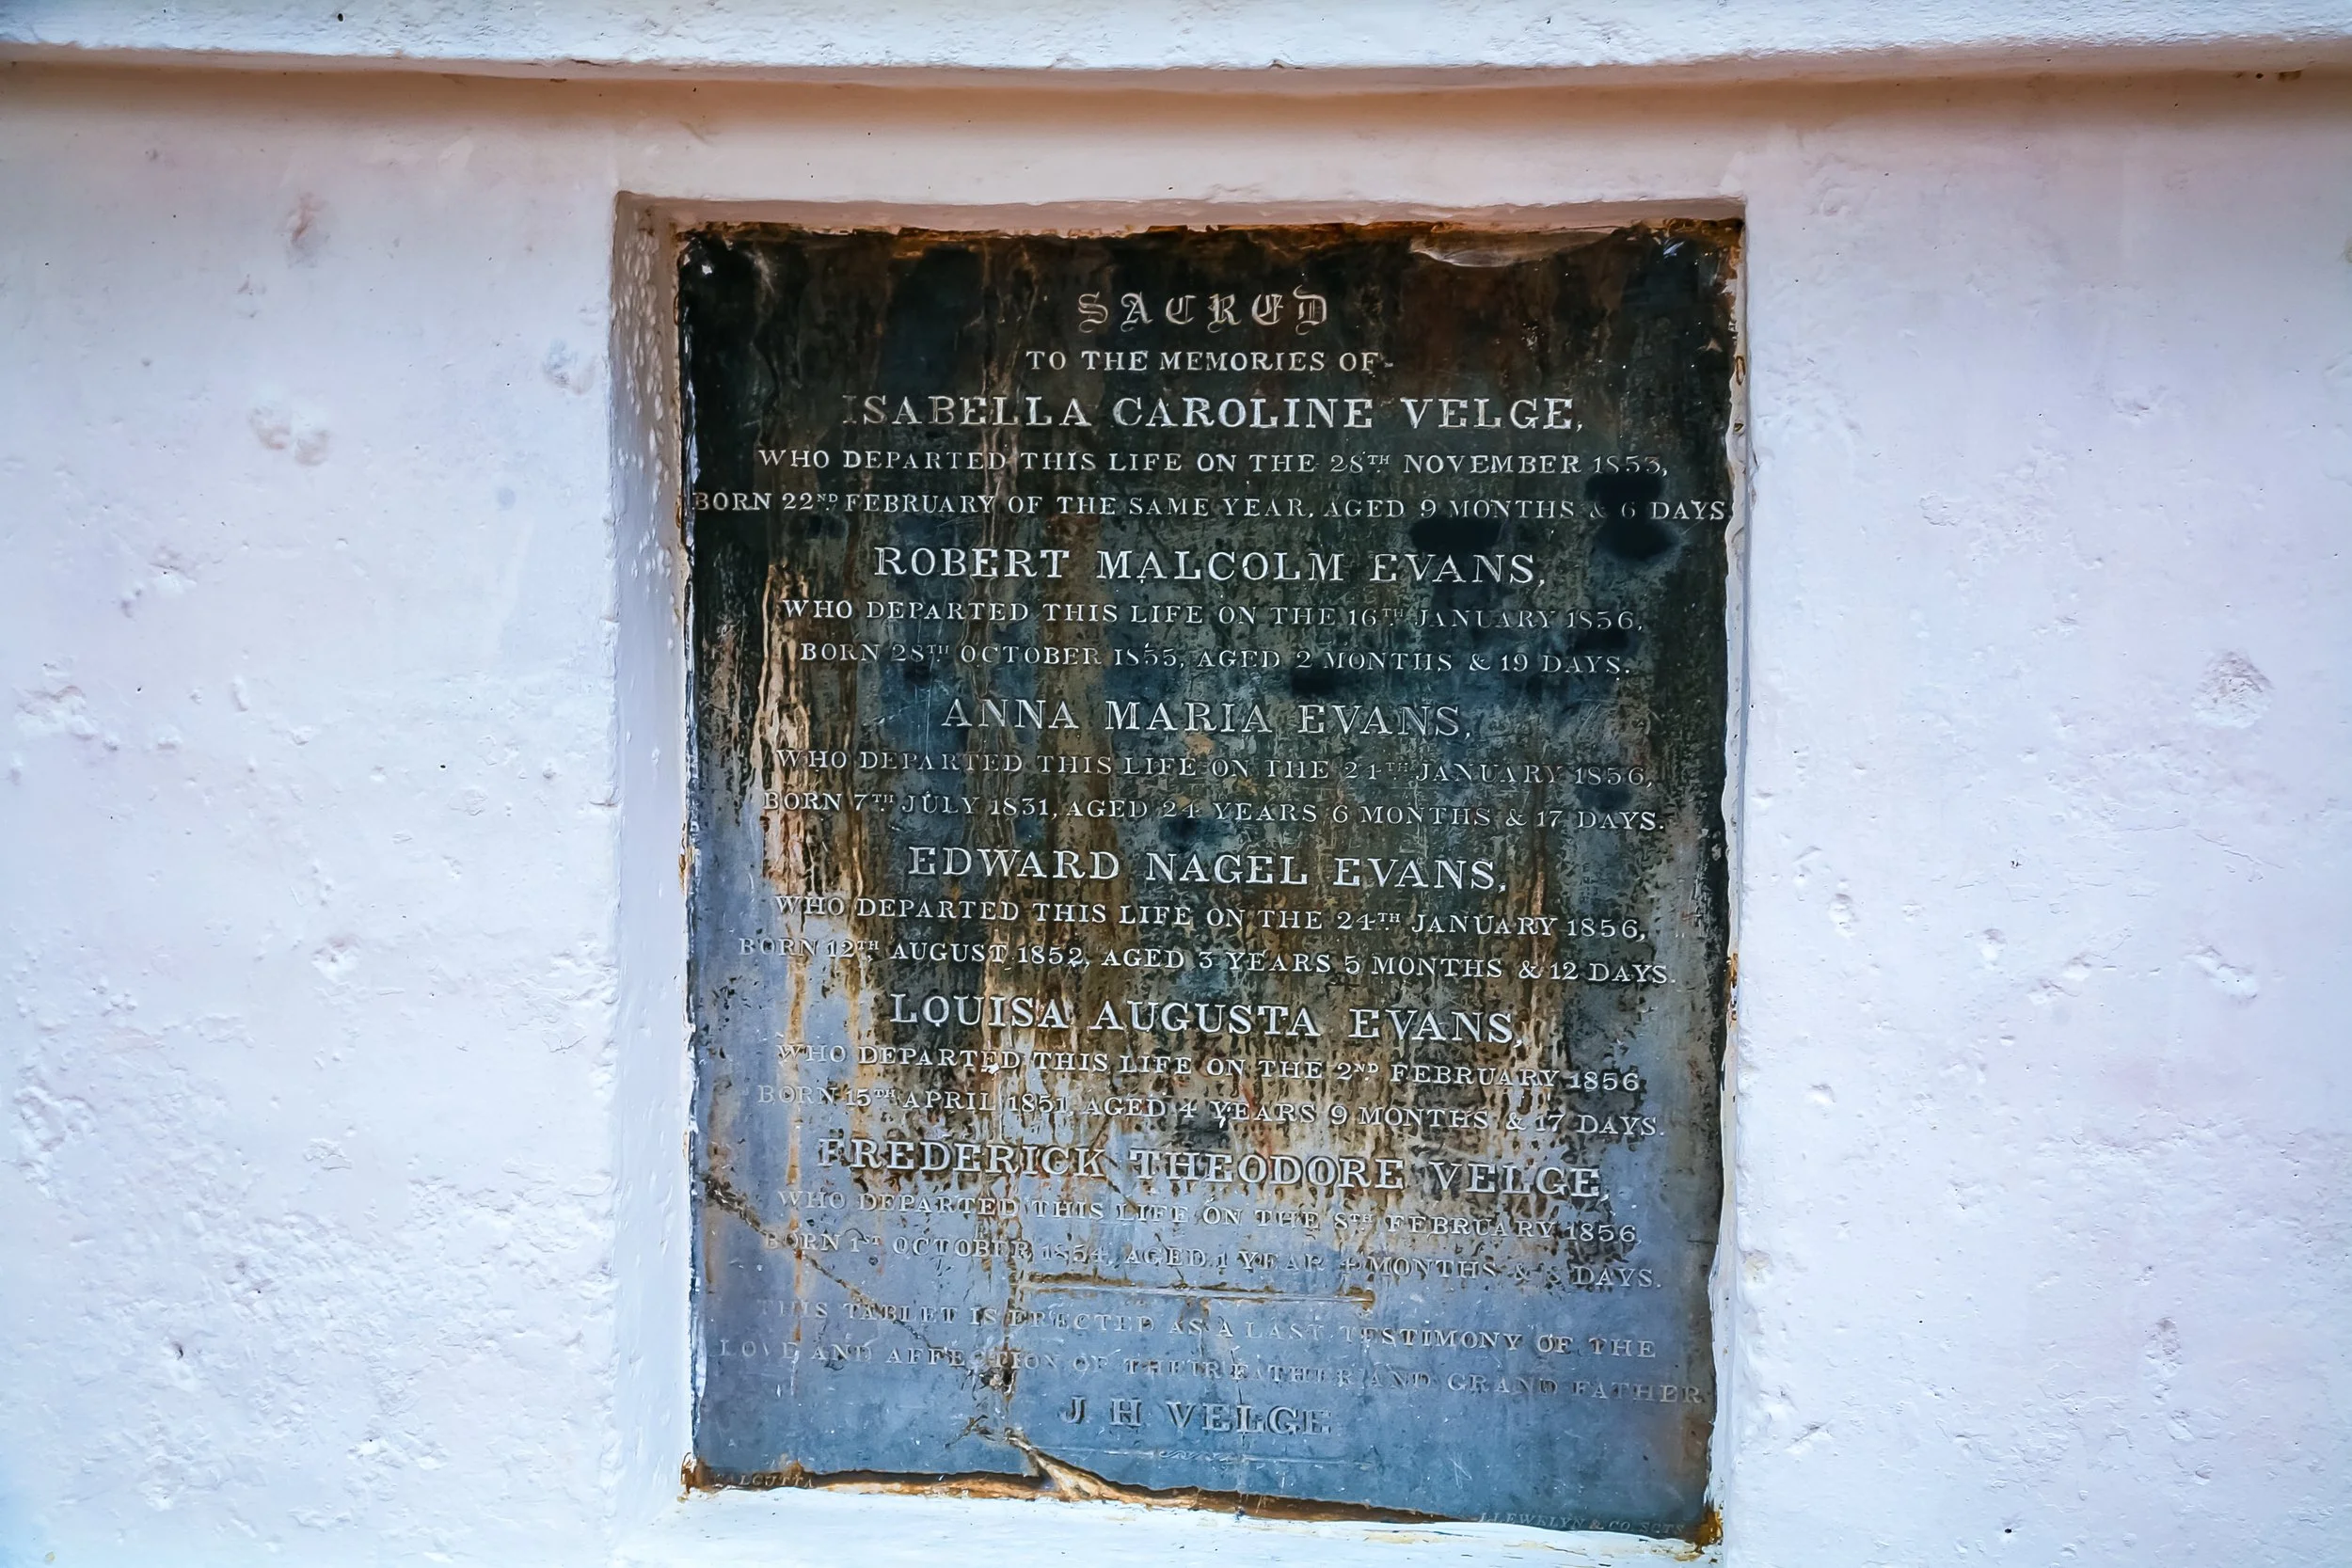 SACRED
TO THE MEMORIES OF-
ISABELLA CAROLINE VELGE,
WHO DEPARTED THIS LIFE ON THE 28TH NOVEMBER 1853,
BORN 22ND FEBRUARY OF THE SAME YEAR, AGED 9 MONTHS & 6 DAYS
ROBERT MALCOLM EVANS,
WHO DEPARTED THIS LIFE ON THE 16TH JANUARY 1856,
BORN 28TH OCTOBER 1855, AGED 2 MONTHS & 19 DAYS.
ANNA MARIA EVANS,
WHO DEPARTED THIS LIFE ON THE 24TH JANUARY 1856,
BORN 7TH JULY 1831, AGED 24 YEARS 6 MONTHS & 17 DAYS.
EDWARD NAGEL EVANS,
WHO DEPARTED THIS LIFE ON THE 24TH JANUARY 1856,
BORN 12TH AUGUST 1852, AGED 3 YEARS 5 MONTHS & 12 DAYS.
LOUISA AUGUSTA EVANS,
WHO DEPARTED THIS LIFE ON THE 2ND FEBRUARY 1856
BORN 15TH APRIL 1851, AGED 4 YEARS 9 MONTHS & 17 DAYS.
FREDERICK THEODORE VELGE,
WHO DEPARTED THIS LIFE ON THE 8TH FEBRUARY 1856,
BORN 1ST OCTOBER 1854, AGED 1 YEAR 4 MONTHS & 8 DAYS.
THIS TABLET IS ERECTED AS A LAST TESTIMONY OF THE
LOVE AND AFFECTION OF THEIR FATHER AND GRAND FATHER
J H VELGE
CALCUTTA
LLEWELYN & CO. SCTS